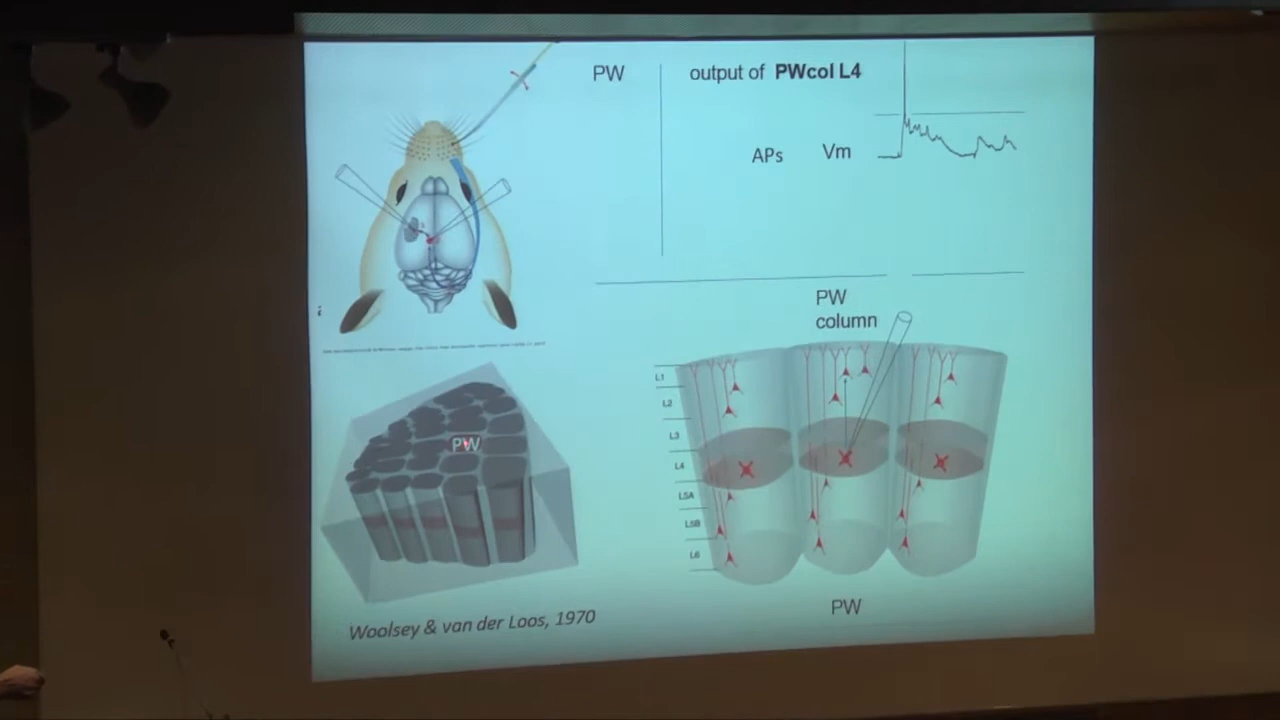 PW
output of PWcol L4
APs Vm
PW
column
L1
L2
L3
L4
L5A
L5B
L6
PW
PW
Woolsey & van der Loos, 1970